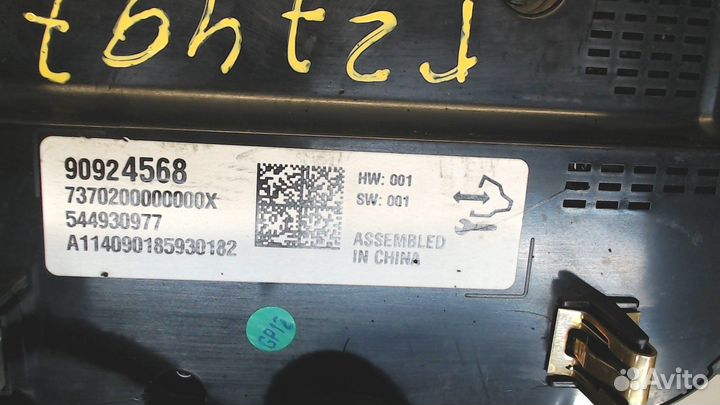 90924568
7370200000000X
544930977
A114090185930182
HW: 001
SW: 001
ASSEMBLED
IN CHINA
GP12
Avito